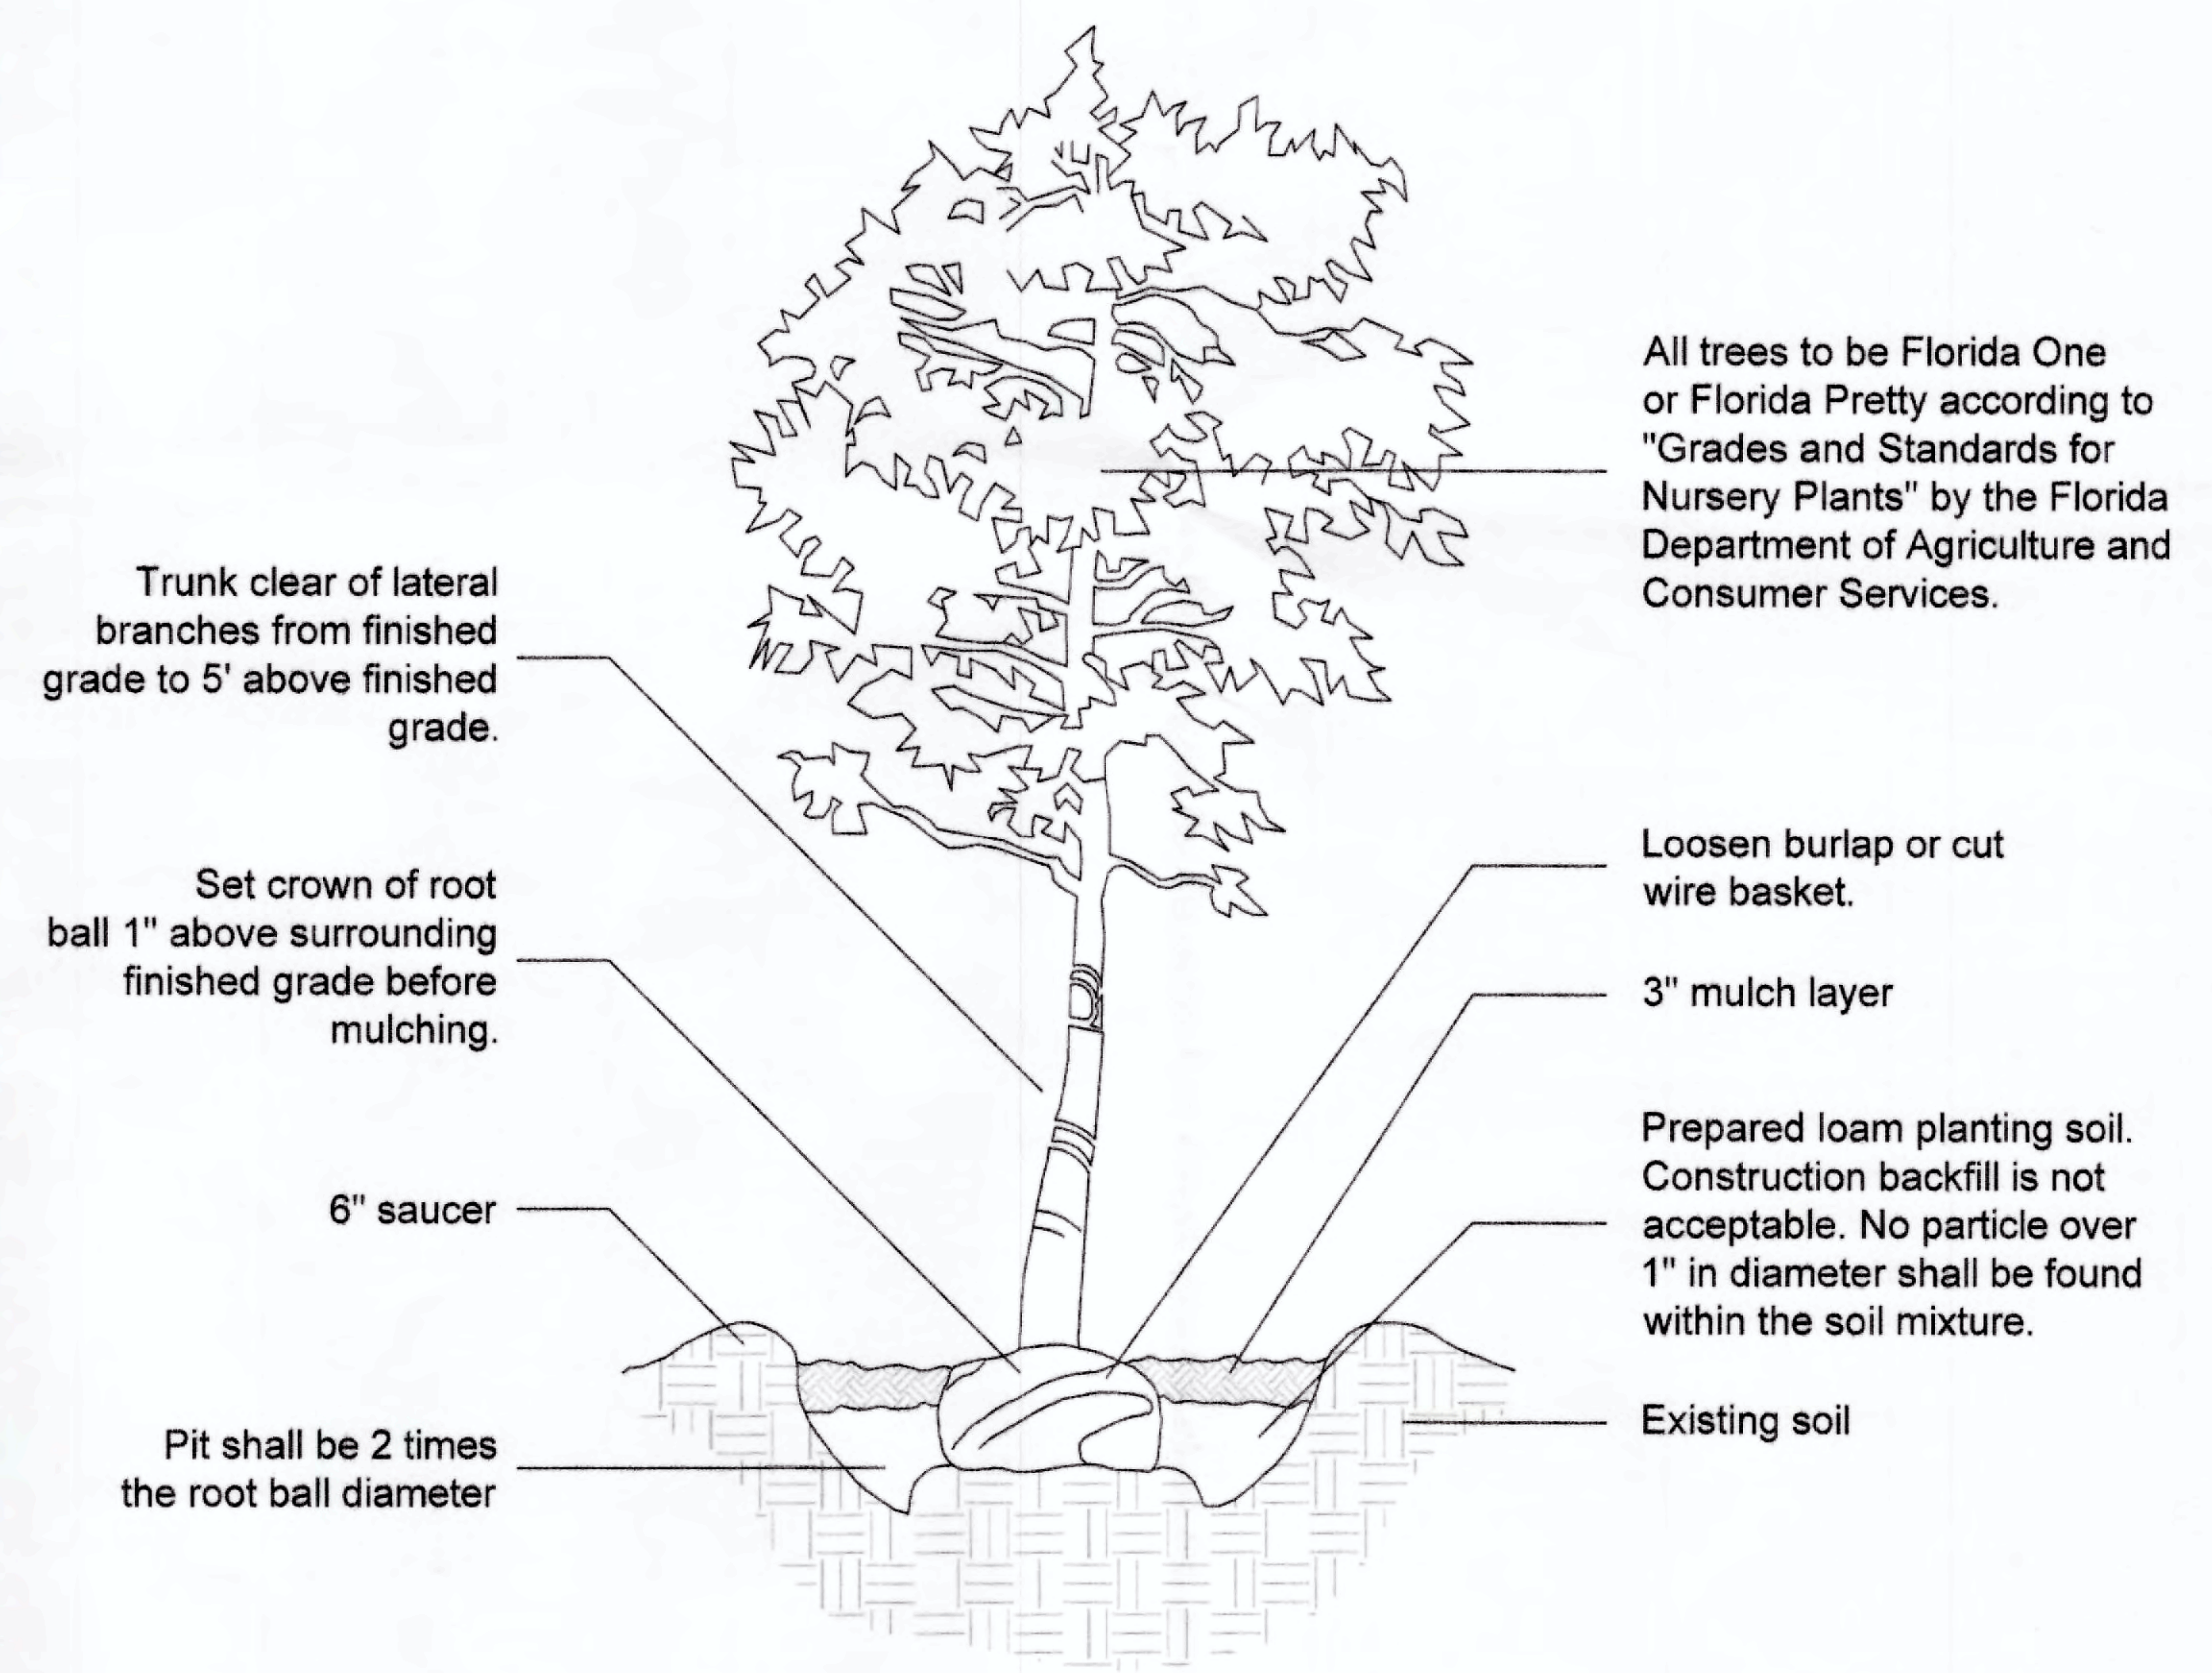 All trees to be Florida One
or Florida Pretty according to
"Grades and Standards for
Nursery Plants" by the Florida
Department of Agriculture and
Consumer Services.
Trunk clear of lateral
branches from finished
grade to 5' above finished
grade.
Set crown of root
ball 1" above surrounding
finished grade before
mulching.
6" saucer
Pit shall be 2 times
the root ball diameter
Loosen burlap or cut
wire basket.
3" mulch layer
Prepared loam planting soil.
Construction backfill is not
acceptable. No particle over
1" in diameter shall be found
within the soil mixture.
Existing soil